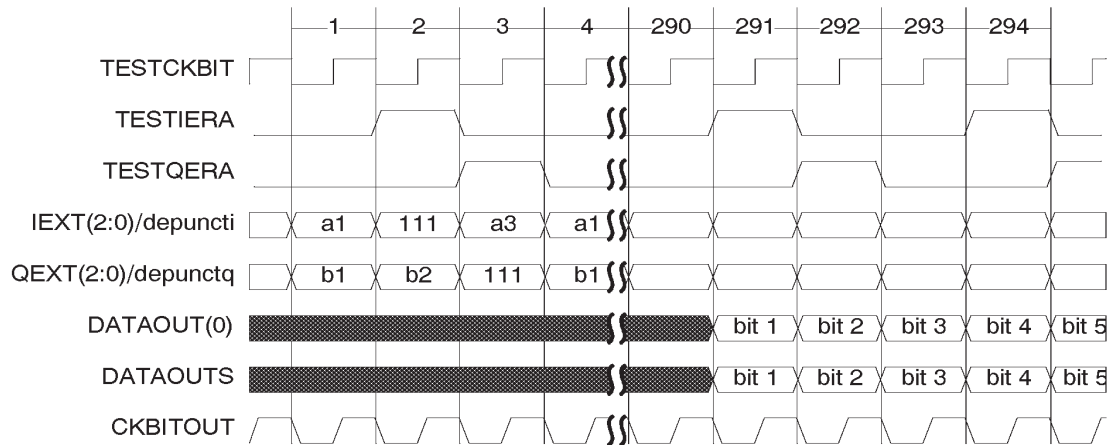 1 2 3 4 290 291 292 293 294
TESTCKBIT
TESTIERA
TESTQERA
IEXT(2:0)/depuncti a1 111 a3 a1
QEXT(2:0)/depunctq b1 b2 111 b1
DATAOUT(0) bit 1 bit 2 bit 3 bit 4 bit 5
DATAOUTS bit 1 bit 2 bit 3 bit 4 bit 5
CKBITOUT